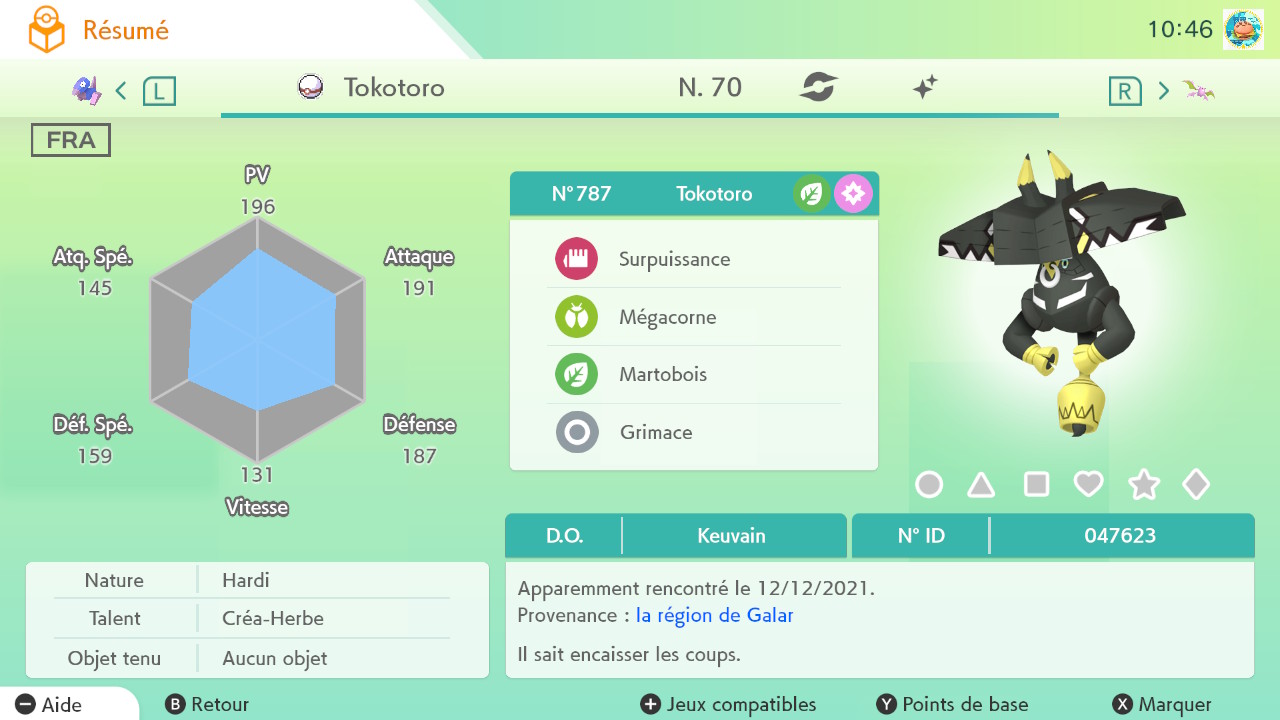 Résumé
10:46
L
Tokotoro
N. 70
R
FRA
PV
196
Atq. Spé.
145
Attaque
191
Déf. Spé.
159
Défense
187
131
Vitesse
N° 787 Tokotoro
Surpuissance
Mégacorne
Martobois
Grimace
D.O. Keuvain
N° ID 047623
Nature Hardi
Talent Créa-Herbe
Objet tenu Aucun objet
Apparemment rencontré le 12/12/2021.
Provenance : la région de Galar
Il sait encaisser les coups.
Aide
B Retour
Jeux compatibles
Y Points de base
X Marquer